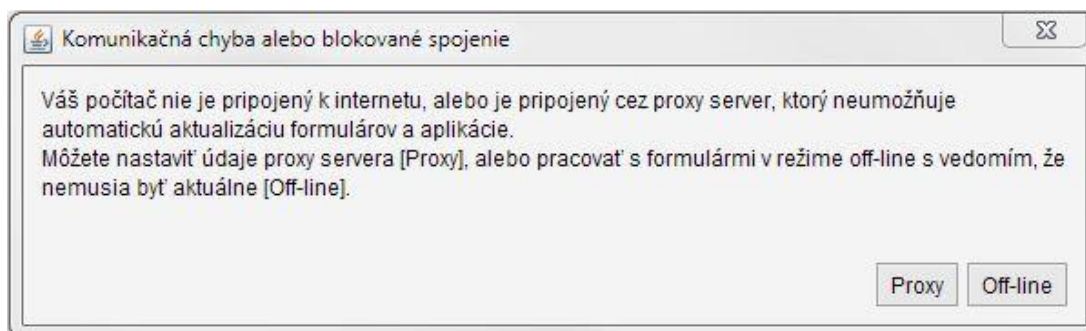 Komunikačná chyba alebo blokované spojenie
Váš počítač nie je pripojený k internetu, alebo je pripojený cez proxy server, ktorý neumožňuje
automatickú aktualizáciu formulárov a aplikácie.
Môžete nastaviť údaje proxy servera [Proxy], alebo pracovať s formulármi v režime off-line s vedomím, že
nemusia byť aktuálne [Off-line].
Proxy Off-line